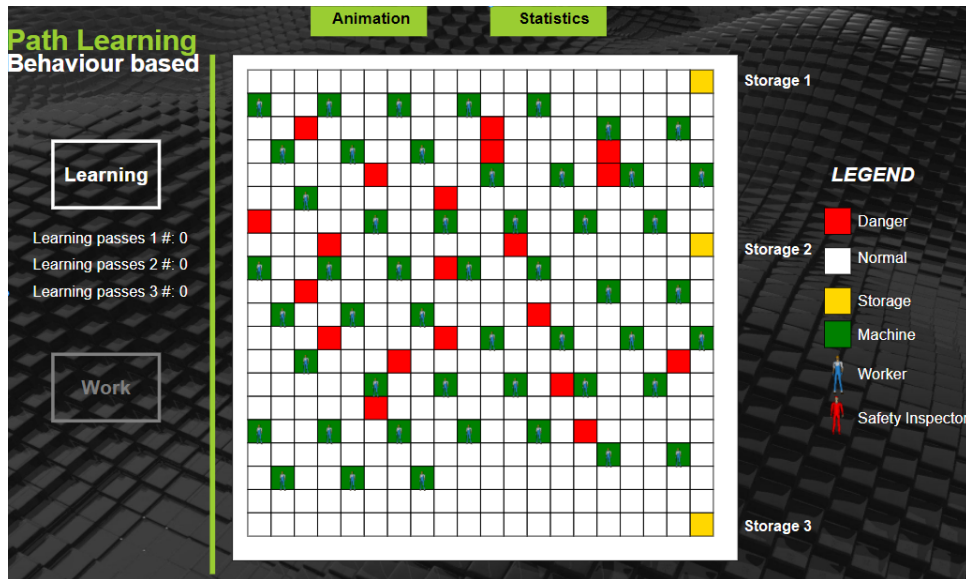 Animation
Statistics
Path Learning
Behaviour based
Storage 1
Learning
LEGEND
Danger
Learning passes 1 #: 0
Storage 2
Normal
Learning passes 2 #: 0
Learning passes 3 #: 0
Storage
Machine
Worker
Work
Safety Inspector
Storage 3